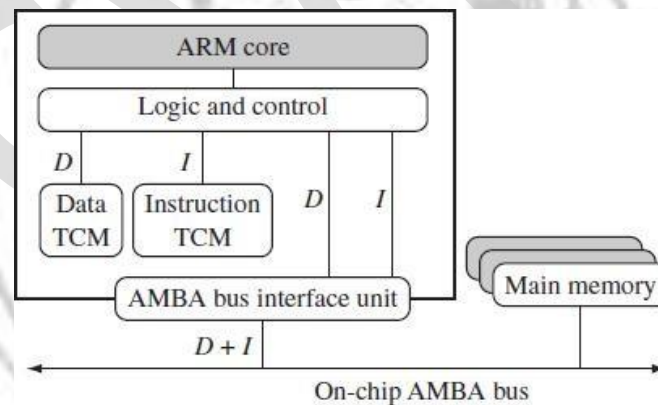 ARM core
Logic and control
D
I
D
I
Data
TCM
Instruction
TCM
AMBA bus interface unit
Main memory
D + I
On-chip AMBA bus